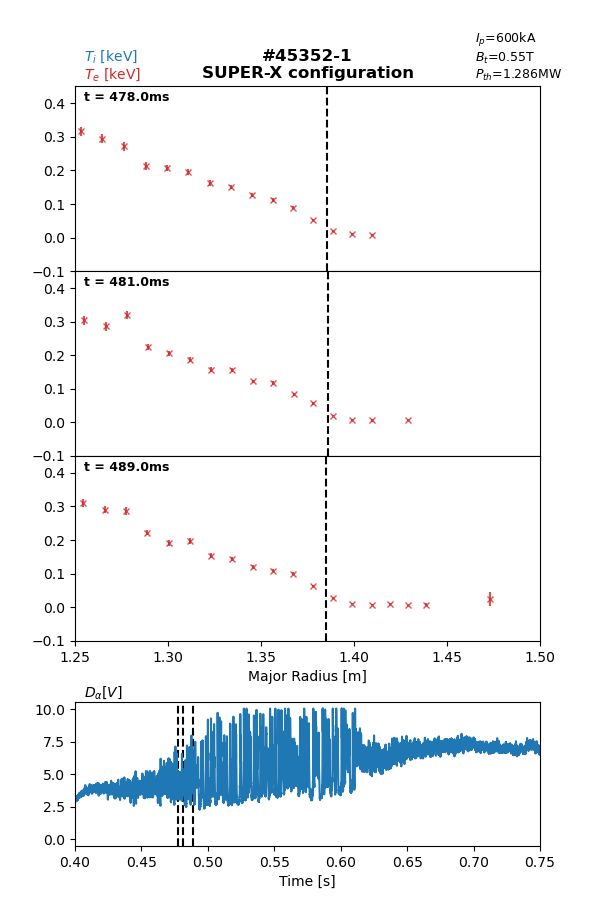 T_i [keV]
T_e [keV]
#45352-1
SUPER-X configuration
I_p=600kA
B_t=0.55T
P_th=1.286MW
t = 478.0ms
0.4
0.3
0.2
0.1
0.0
−0.1
t = 481.0ms
0.4
0.3
0.2
0.1
0.0
−0.1
t = 489.0ms
0.4
0.3
0.2
0.1
0.0
−0.1
1.25 1.30 1.35 1.40 1.45 1.50
Major Radius [m]
D_α[V]
10.0
7.5
5.0
2.5
0.0
0.40 0.45 0.50 0.55 0.60 0.65 0.70 0.75
Time [s]